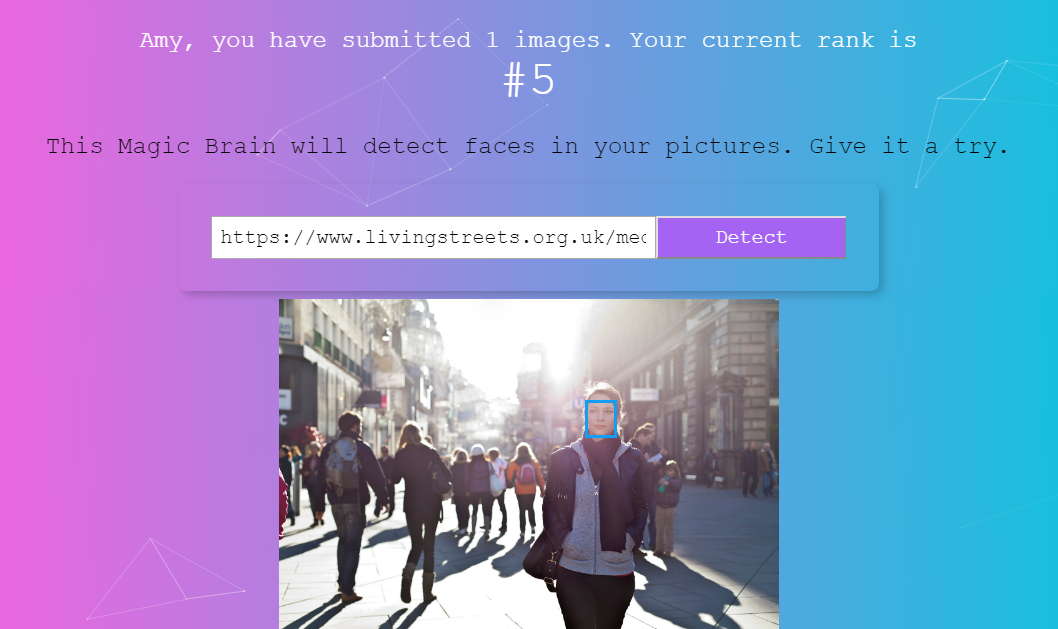 Amy, you have submitted 1 images. Your current rank is
#5
This Magic Brain will detect faces in your pictures. Give it a try.
https://www.livingstreets.org.uk/med
Detect